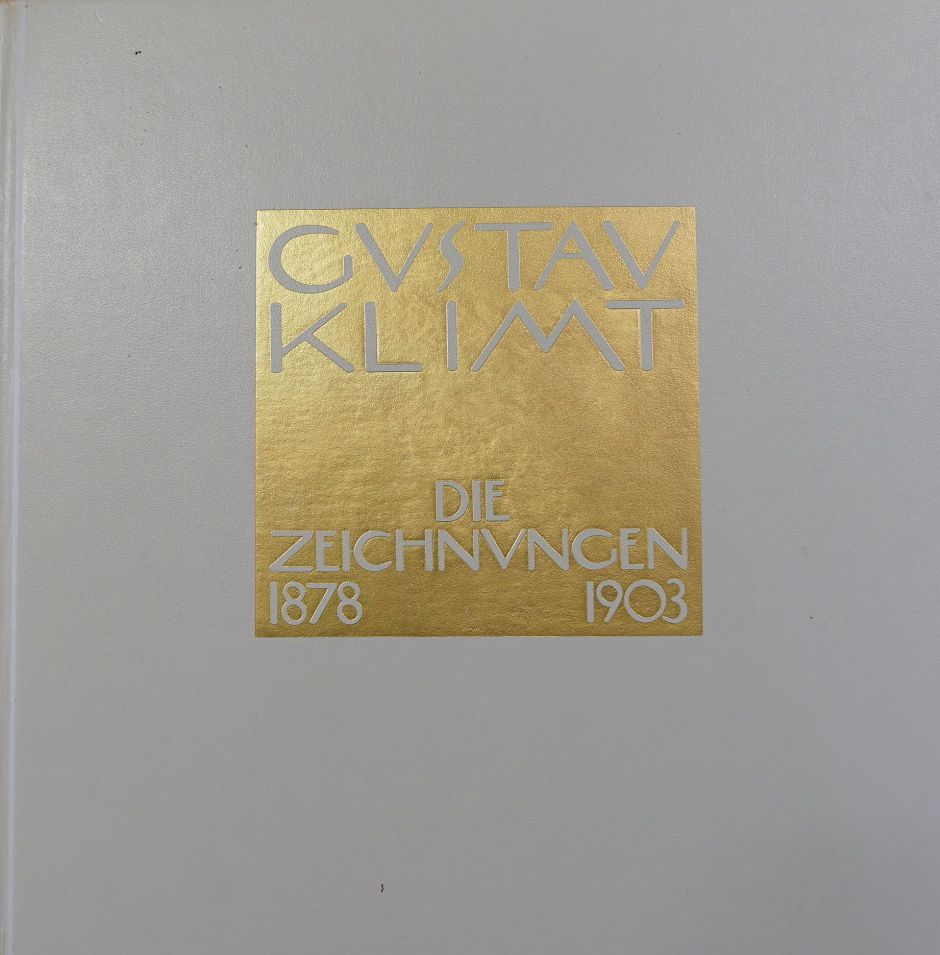 GVSTAV
KLIMT
DIE
ZEICHNVNGEN
1878 1903